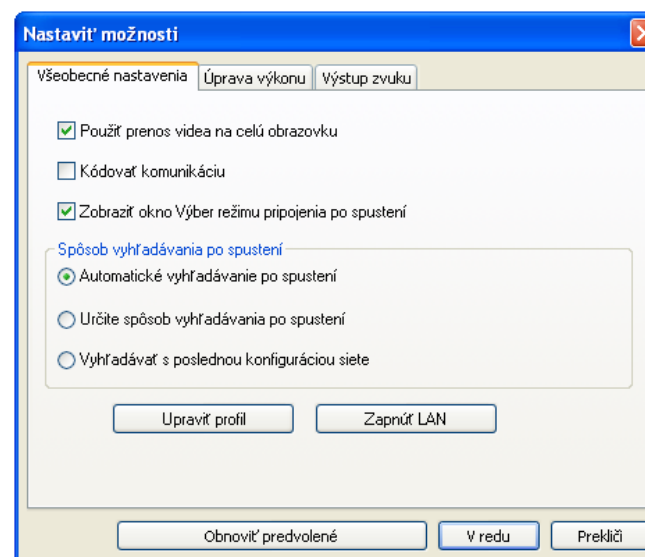 Nastaviť možnosti
Všeobecné nastavenia Úprava výkonu Výstup zvuku
Použiť prenos videa na celú obrazovku
Kódovať komunikáciu
Zobraziť okno Výber režimu pripojenia po spustení
Spôsob vyhľadávania po spustení
Automatické vyhľadávanie po spustení
Určite spôsob vyhľadávania po spustení
Vyhľadávať s poslednou konfiguráciou siete
Upraviť profil Zapnúť LAN
Obnoviť predvolené V redu Prekliči